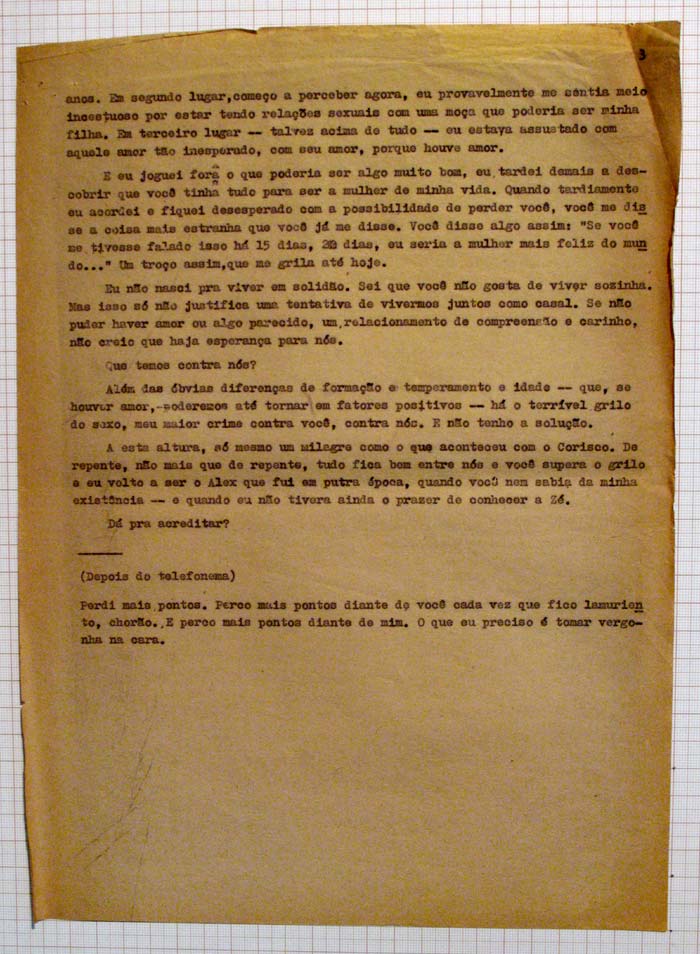 3
anos. Em segundo lugar,começo a perceber agora, eu provavelmente me sentia meio
incestuoso por estar tendo relações sexuais com uma moça que poderia ser minha
filha. Em terceiro lugar -- talvez acima de tudo -- eu estava assustado com
aquele amor tão inesperado, com seu amor, porque houve amor.
E eu joguei fora o que poderia ser algo muito bom, eu tardei demais a des-
cobrir que você tinha tudo para ser a mulher de minha vida. Quando tardiamente
eu acordei e fiquei desesperado com a possibilidade de perder você, você me dis
se a coisa mais estranha que você já me disse. Você disse algo assim: "Se você
me tivesse falado isso há 15 dias, 20 dias, eu seria a mulher mais feliz do mun
do..." Um troço assim,que me grila até hoje.
Eu não nasci pra viver em solidão. Sei que você não gosta de viver sozinha.
Mas isso só não justifica uma tentativa de vivermos juntos como casal. Se não
puder haver amor ou algo parecido, um relacionamento de compreensão e carinho,
não creio que haja esperança para nós.
Que temos contra nós?
Além das óbvias diferenças de formação e temperamento e idade -- que, se
houver amor, poderemos até tornar em fatores positivos -- há o terrível grilo
do sexo, meu maior crime contra você, contra nós. E não tenho a solução.
A esta altura, só mesmo um milagre como o que aconteceu com o Corisco. De
repente, não mais que de repente, tudo fica bom entre nós e você supera o grilo
e eu volto a ser o Alex que fui em putra época, quando você nem sabia da minha
existência -- e quando eu não tivera ainda o prazer de conhecer a Zé.
Dá pra acreditar?
(Depois do telefonema)
Perdi mais pontos. Perco mais pontos diante de você cada vez que fico lamurien
to, chorão. E perco mais pontos diante de mim. O que eu preciso é tomar vergo-
nha na cara.